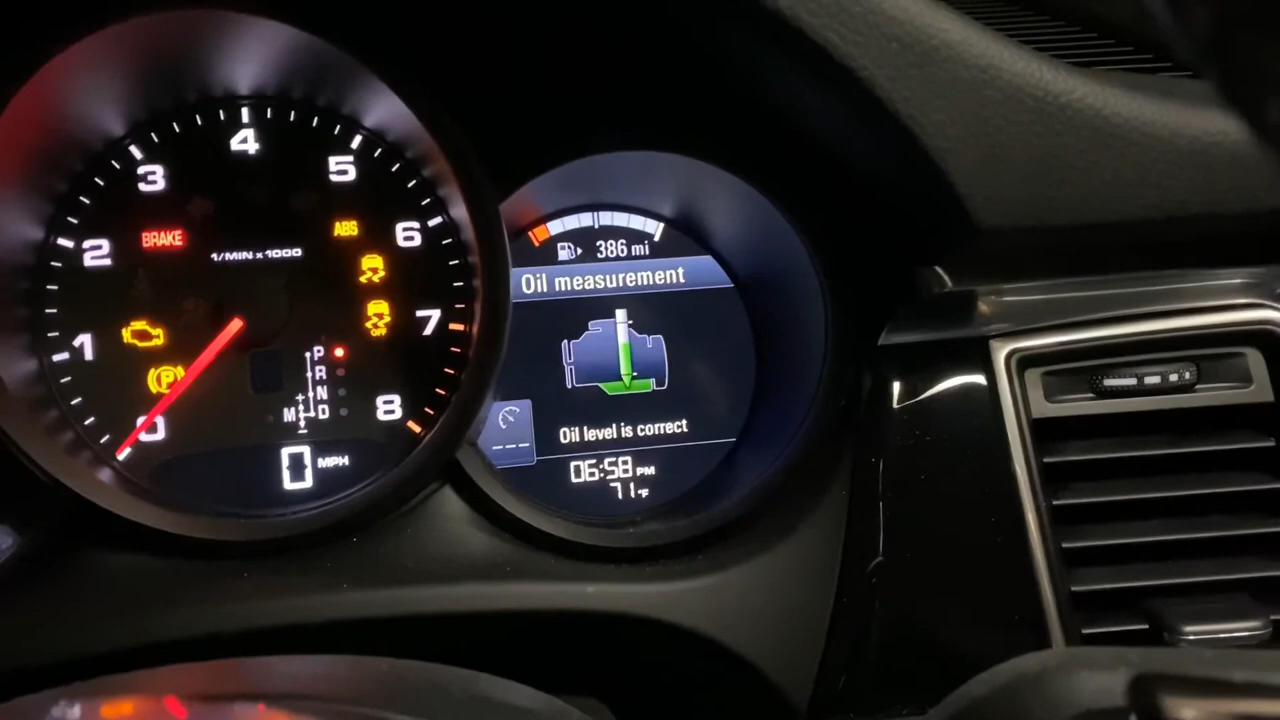 4
3
5
BRAKE
ABS
2
6
1/MIN x 1000
OFF
1
7
P
P
R
N
M
+
-
D
0
8
0 MPH
386 mi
Oil measurement
Oil level is correct
---
06:58 PM
71°F